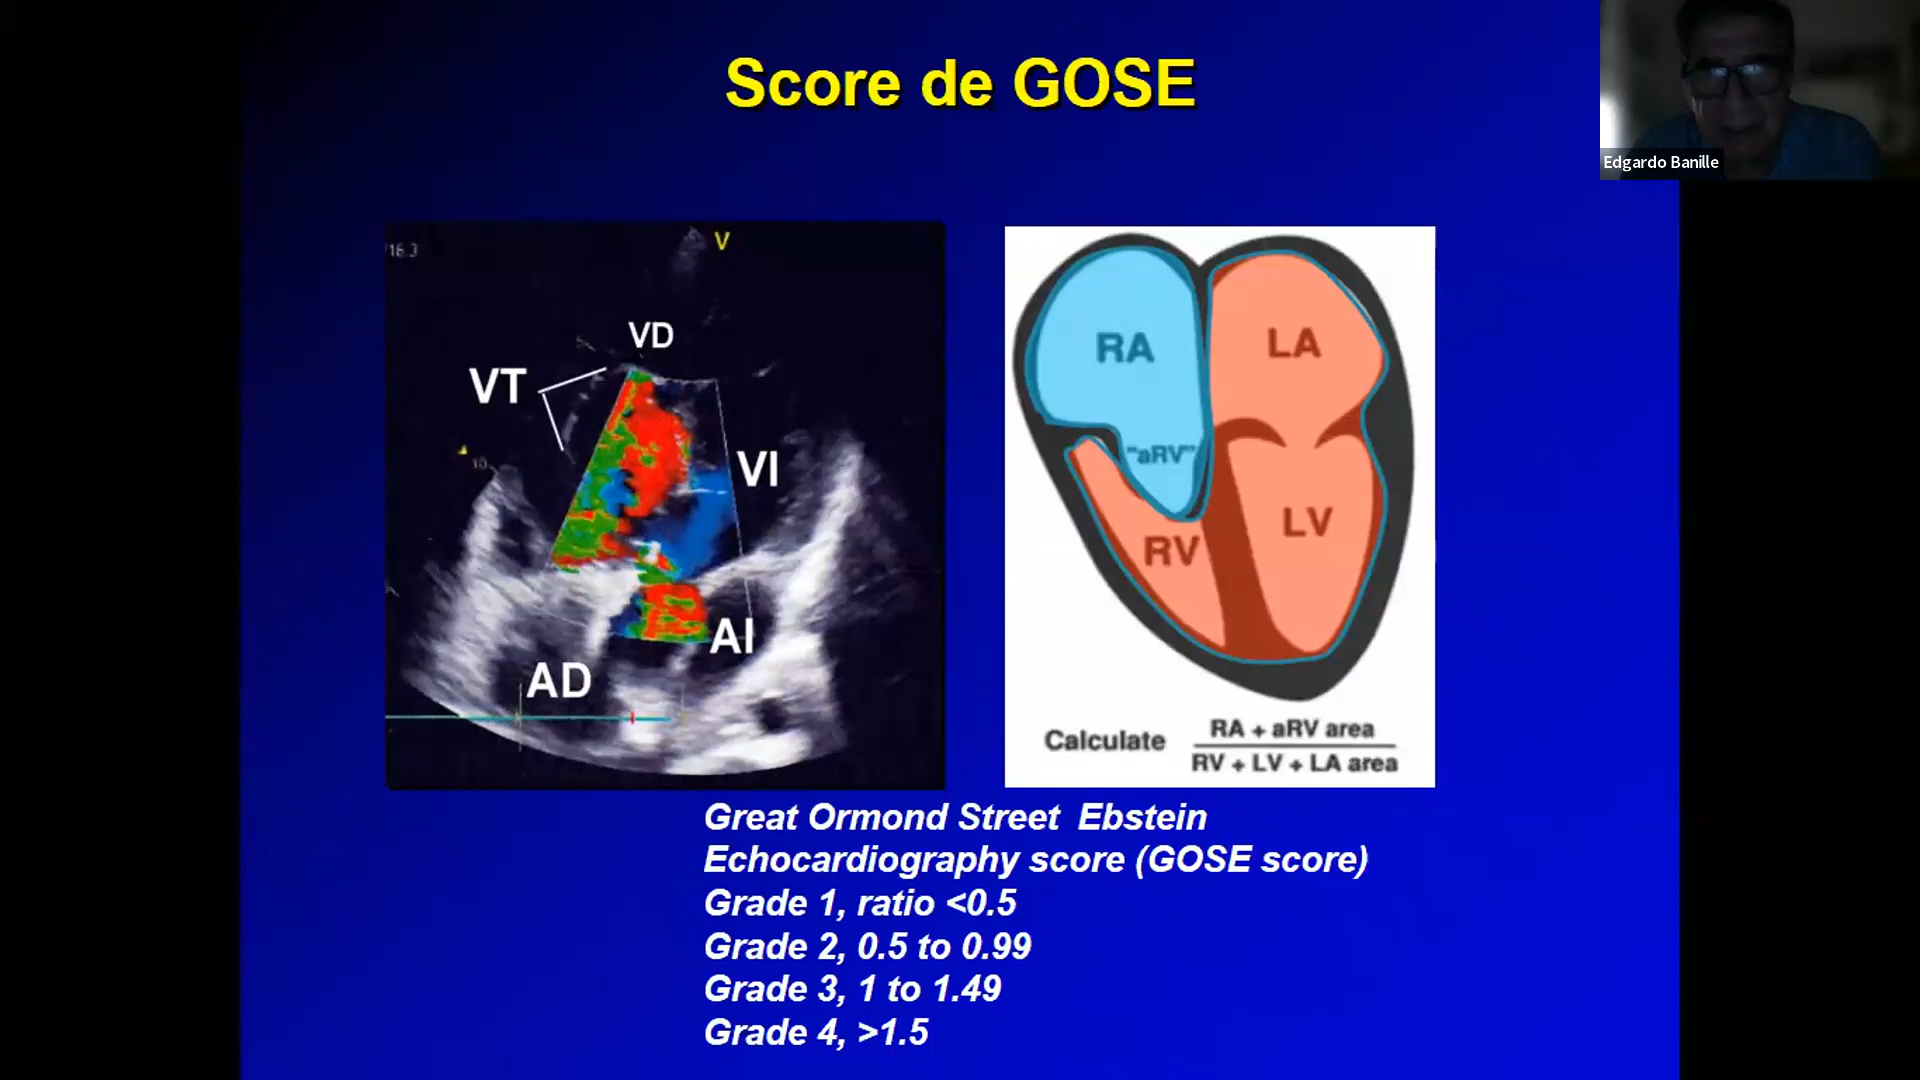 Score de GOSE
Edgardo Banille
V
VD
VT
10
VI
AI
AD
RA
LA
"aRV"
RV
LV
Calculate
RA + aRV area
RV + LV + LA area
Great Ormond Street Ebstein
Echocardiography score (GOSE score)
Grade 1, ratio <0.5
Grade 2, 0.5 to 0.99
Grade 3, 1 to 1.49
Grade 4, >1.5